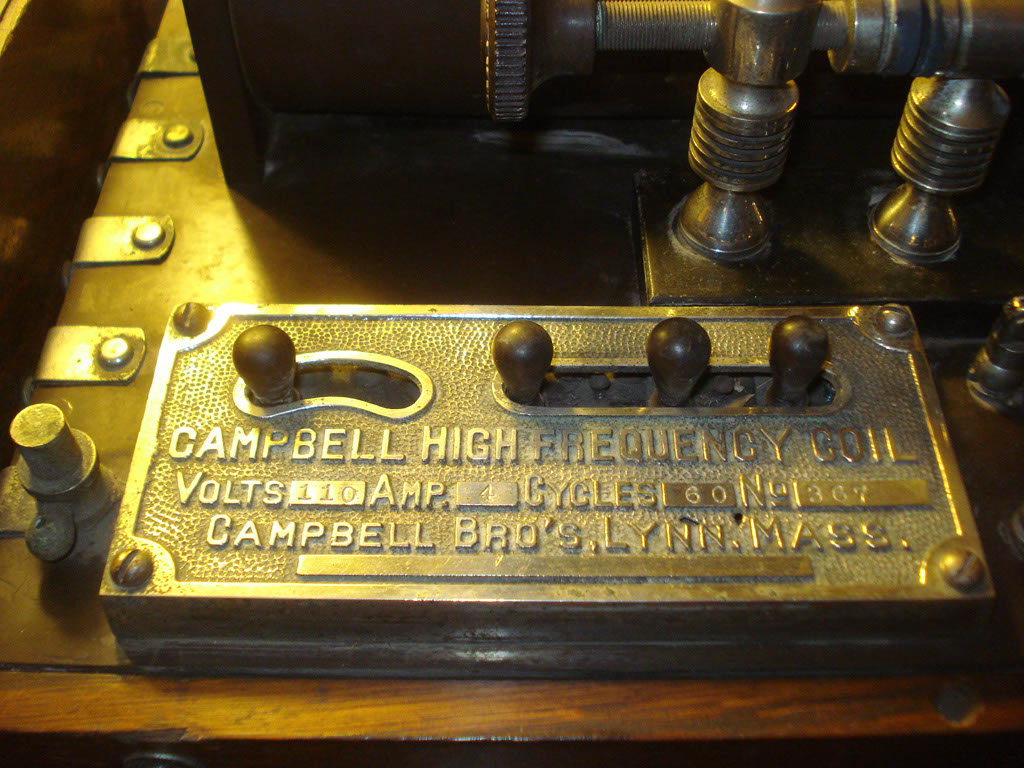 CAMPBELL HIGH FREQUENCY COIL
VOLTS 110 AMP. 4 CYCLES 60 No 367
CAMPBELL BRO'S, LYNN. MASS.